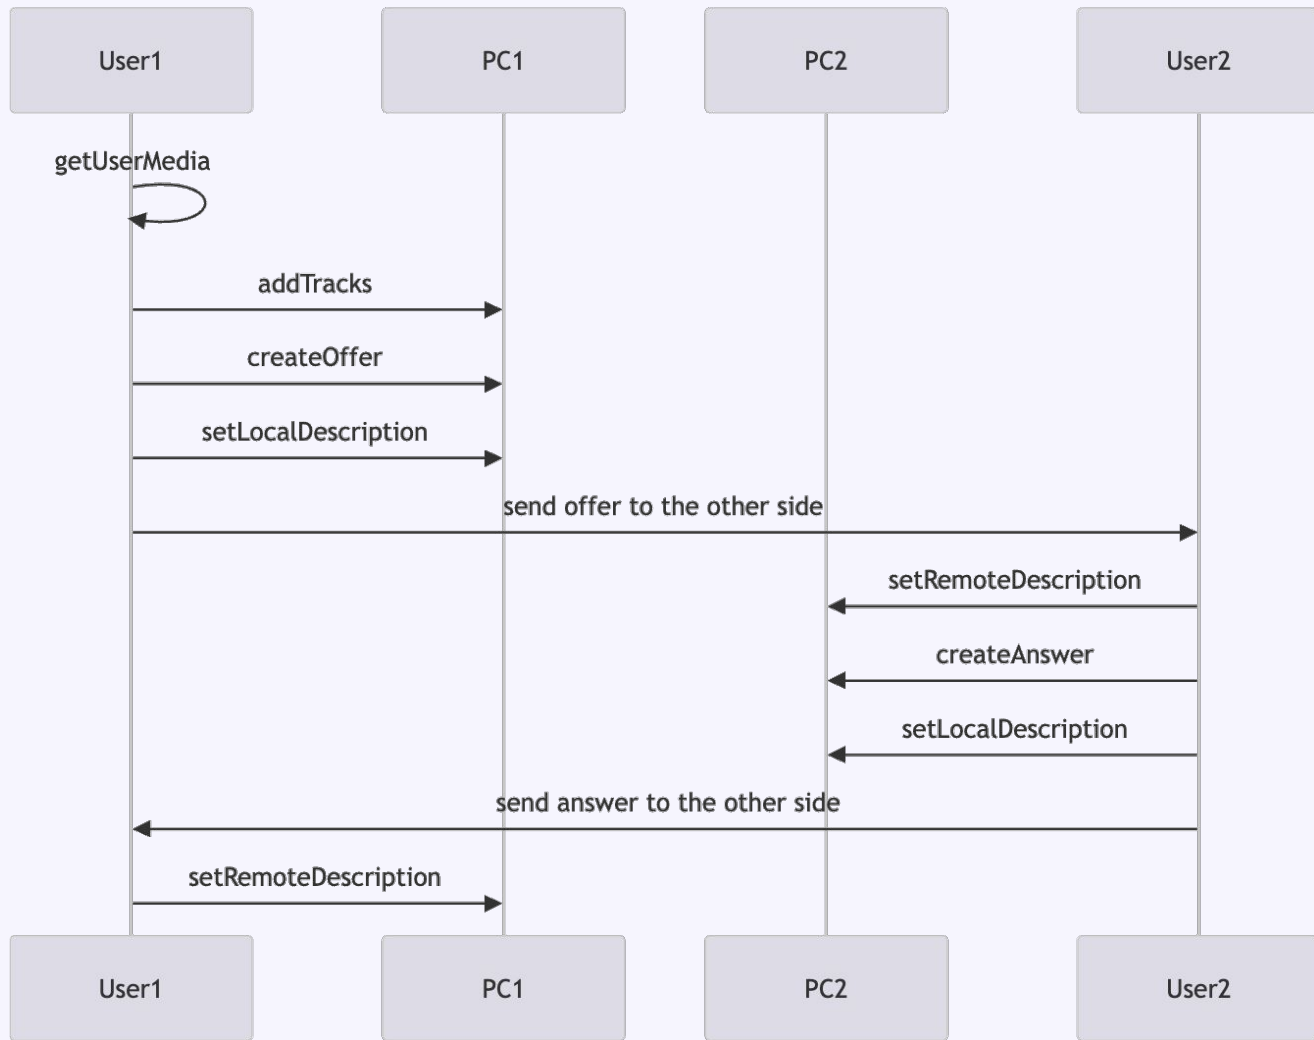 User1
PC1
PC2
User2
getUserMedia
addTracks
createOffer
setLocalDescription
send offer to the other side
setRemoteDescription
createAnswer
setLocalDescription
send answer to the other side
setRemoteDescription
User1
PC1
PC2
User2